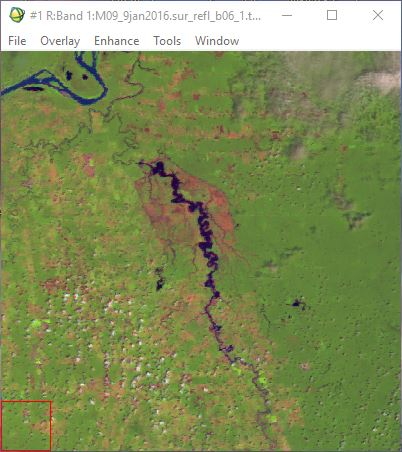 #1 R:Band 1:M09_9jan2016.sur_refl_b06_1.t...
File Overlay Enhance Tools Window